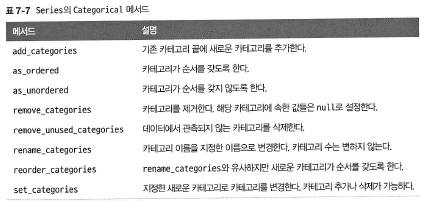 표 7-7 Series의 Categorical 메서드
메서드 설명
add_categories 기존 카테고리 끝에 새로운 카테고리를 추가한다.
as_ordered 카테고리가 순서를 갖도록 한다.
as_unordered 카테고리가 순서를 갖지 않도록 한다.
remove_categories 카테고리를 제거한다. 해당 카테고리에 속한 값들은 null로 설정한다.
remove_unused_categories 데이터에서 관측되지 않는 카테고리를 삭제한다.
rename_categories 카테고리 이름을 지정한 이름으로 변경한다. 카테고리 수는 변하지 않는다.
reorder_categories rename_categories와 유사하지만 새로운 카테고리가 순서를 갖도록 한다.
set_categories 지정한 새로운 카테고리로 카테고리를 변경한다. 카테고리 추가나 삭제가 가능하다.